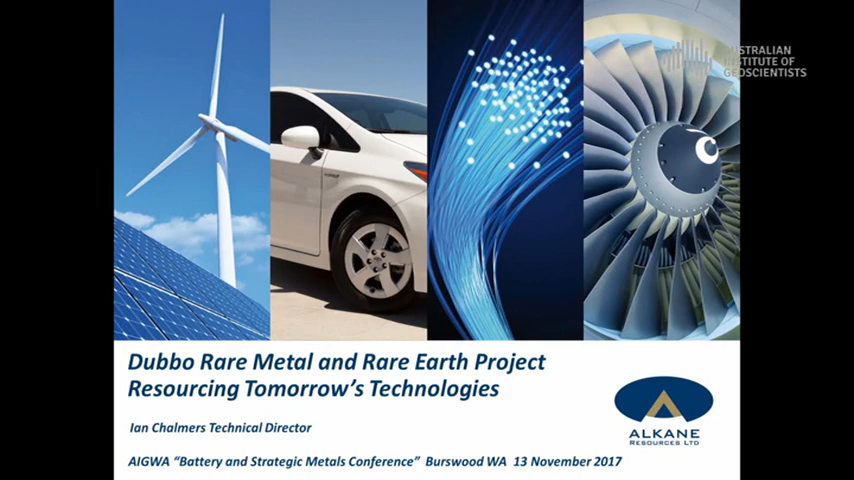 AUSTRALIAN
INSTITUTE OF
GEOSCIENTISTS
Dubbo Rare Metal and Rare Earth Project
Resourcing Tomorrow's Technologies
Ian Chalmers Technical Director
ALKANE
RESOURCES LTD
AIGWA “Battery and Strategic Metals Conference” Burswood WA 13 November 2017